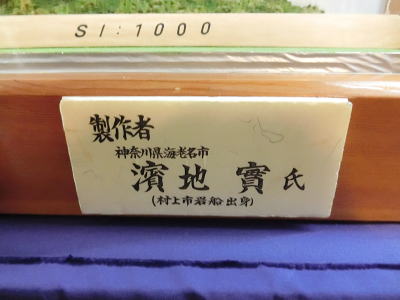 S1:1000
製作者
神奈川県海老名市
濱地 實 氏
(村上市岩船出身)